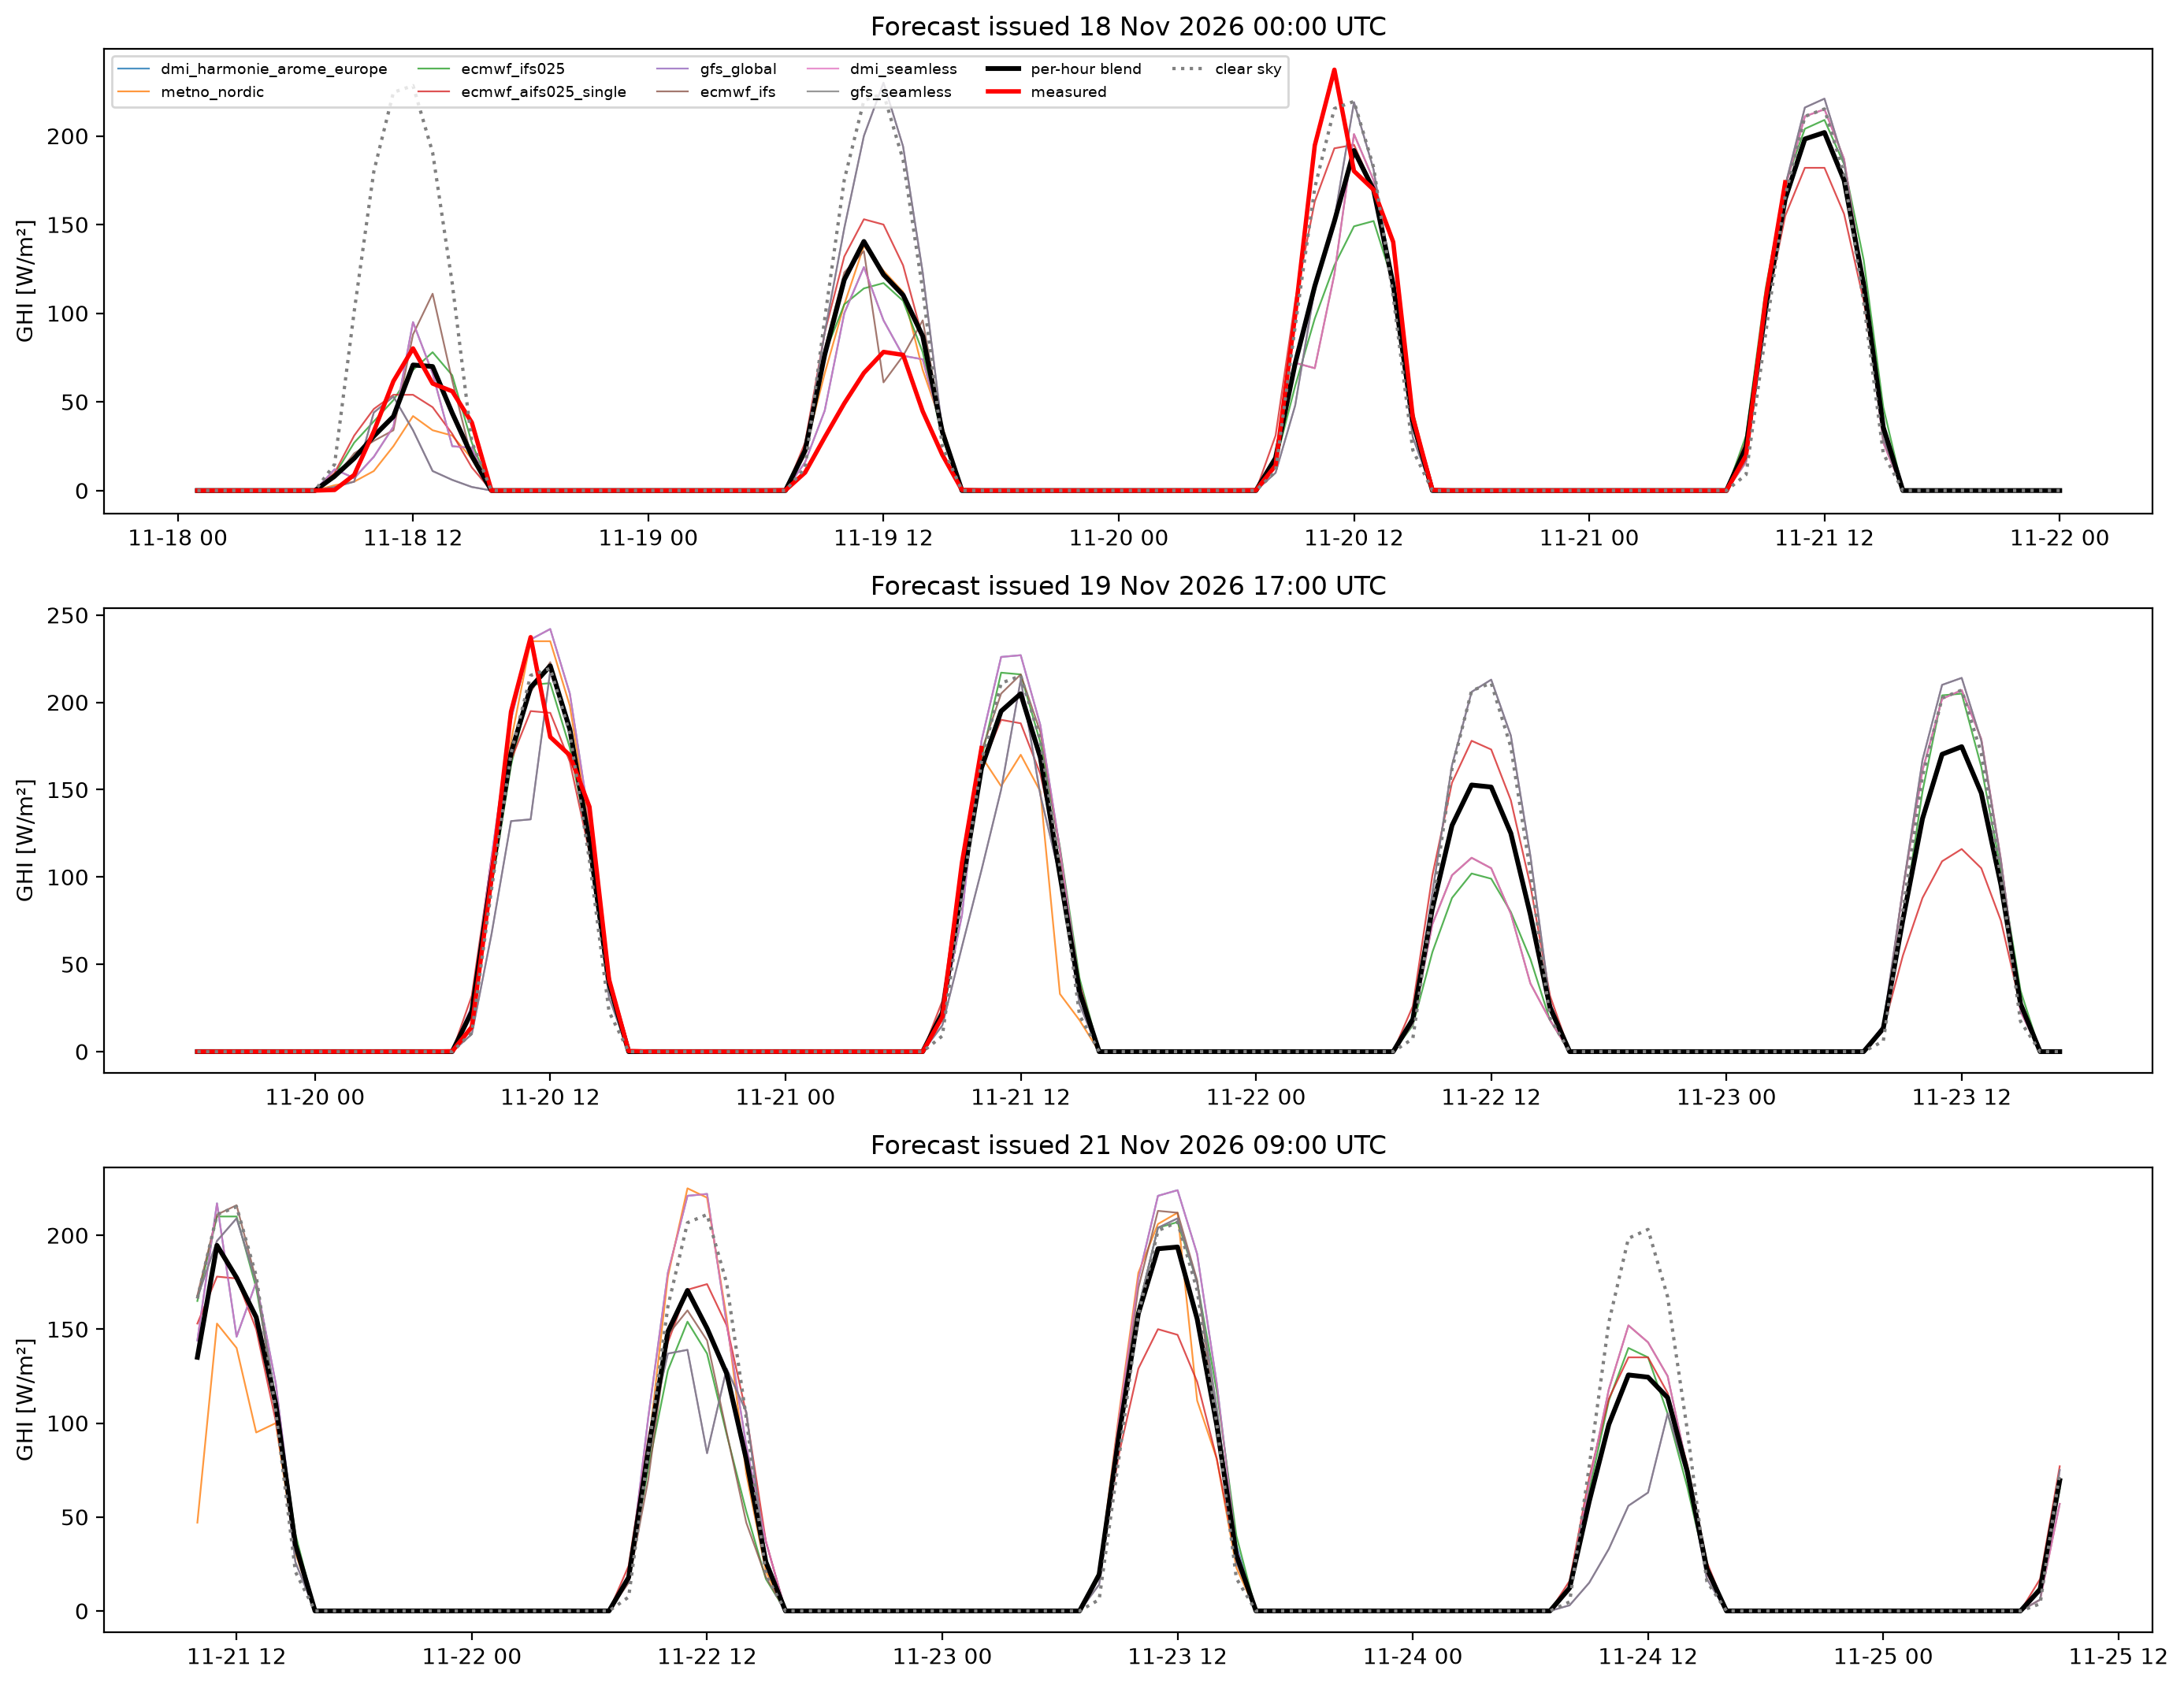 Forecast issued 18 Nov 2026 00:00 UTC
dmi_harmonie_arome_europe
metno_nordic
ecmwf_ifs025
ecmwf_aifs025_single
gfs_global
ecmwf_ifs
dmi_seamless
gfs_seamless
per-hour blend
measured
clear sky
GHI [W/m²]
200
150
100
50
0
11-18 00 11-18 12 11-19 00 11-19 12 11-20 00 11-20 12 11-21 00 11-21 12 11-22 00
Forecast issued 19 Nov 2026 17:00 UTC
GHI [W/m²]
250
200
150
100
50
0
11-20 00 11-20 12 11-21 00 11-21 12 11-22 00 11-22 12 11-23 00 11-23 12
Forecast issued 21 Nov 2026 09:00 UTC
GHI [W/m²]
200
150
100
50
0
11-21 12 11-22 00 11-22 12 11-23 00 11-23 12 11-24 00 11-24 12 11-25 00 11-25 12